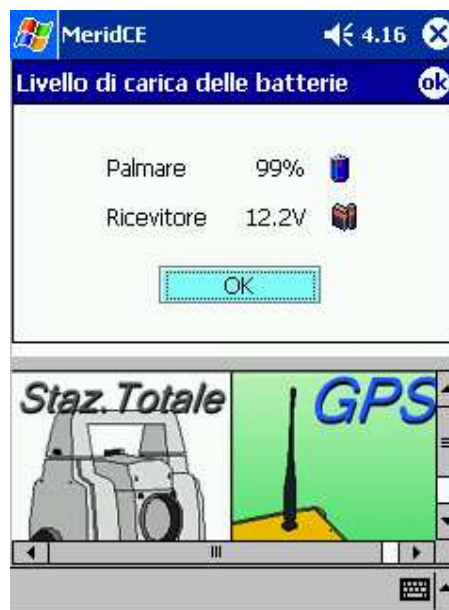 MeridCE 4.16
Livello di carica delle batterie ok
Palmare 99%
Ricevitore 12.2V
OK
Staz. Totale GPS